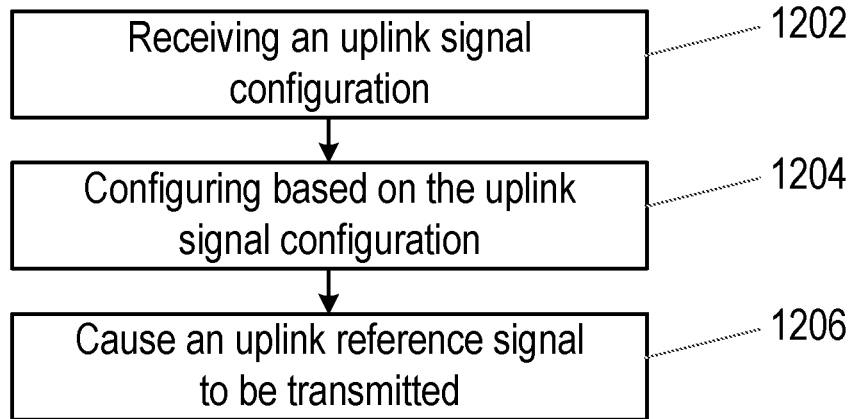 Receiving an uplink signal
configuration
1202
Configuring based on the uplink
signal configuration
1204
Cause an uplink reference signal
to be transmitted
1206